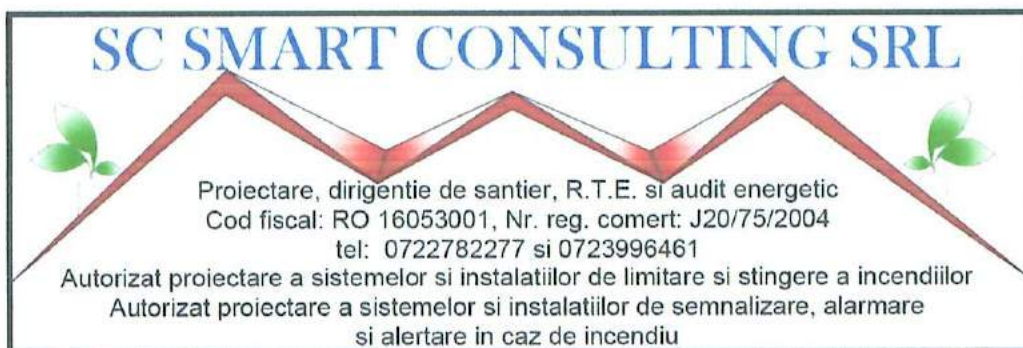 SC SMART CONSULTING SRL
Proiectare, dirigentie de santier, R.T.E. si audit energetic
Cod fiscal: RO 16053001, Nr. reg. comert: J20/75/2004
tel: 0722782277 si 0723996461
Autorizat proiectare a sistemelor si instalatiilor de limitare si stingere a incendiilor
Autorizat proiectare a sistemelor si instalatiilor de semnalizare, alarmare
si alertare in caz de incendiu